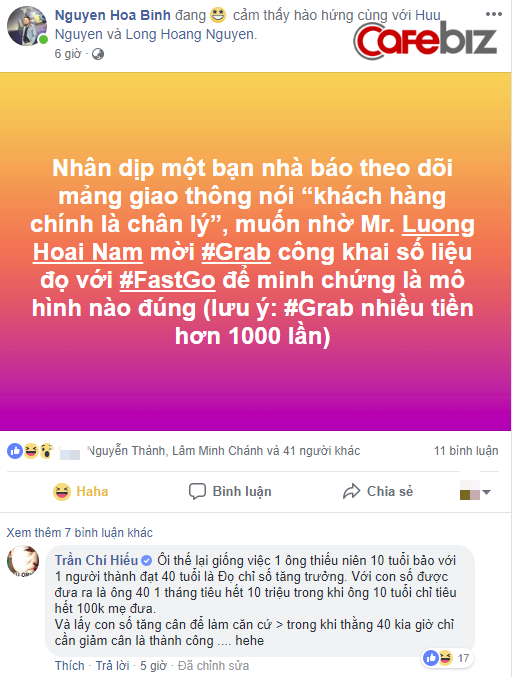 Nguyen Hoa Binh đang 😆 cảm thấy hào hứng cùng với Huu
Nguyen và Long Hoang Nguyen.
6 giờ ·
Cafebiz
Nhân dịp một bạn nhà báo theo dõi
mảng giao thông nói “khách hàng
chính là chân lý”, muốn nhờ Mr. Luong
Hoai Nam mời #Grab công khai số liệu
đọ với #FastGo để minh chứng là mô
hình nào đúng (lưu ý: #Grab nhiều tiền
hơn 1000 lần)
Nguyễn Thành, Lâm Minh Chánh và 41 người khác
11 bình luận
Haha
Bình luận
Chia sẻ
Xem thêm 7 bình luận khác
Trần Chí Hiếu Ôi thế lại giống việc 1 ông thiếu niên 10 tuổi bảo với
1 người thành đạt 40 tuổi là Đọ chỉ số tăng trưởng. Với con số được
đưa ra là ông 40 1 tháng tiêu hết 10 triệu trong khi ông 10 tuổi chỉ tiêu
hết 100k mẹ đưa.
Và lấy con số tăng cân để làm căn cứ > trong khi thằng 40 kia giờ chỉ
cần giảm cân là thành công .... hehe
17
Thích · Trả lời · 5 giờ · Đã chỉnh sửa